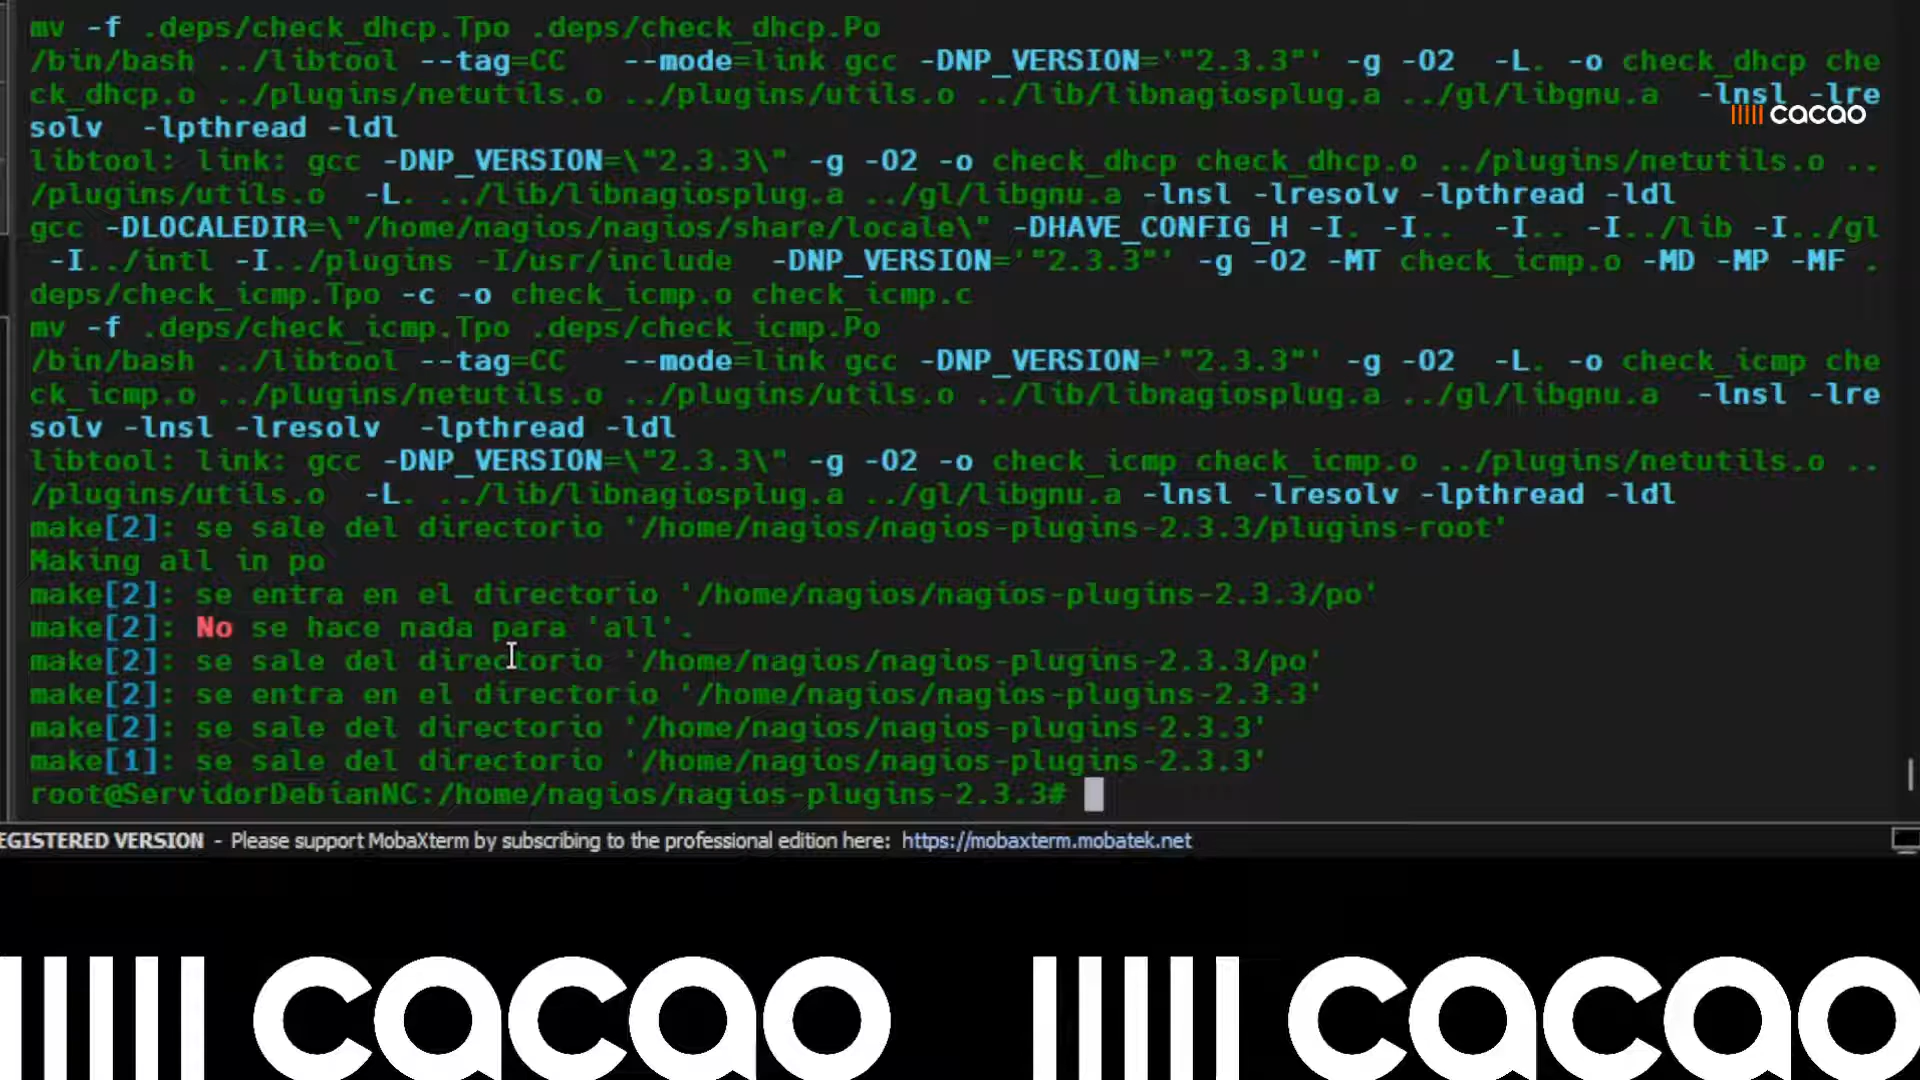 mv -f .deps/check_dhcp.Tpo .deps/check_dhcp.Po
/bin/bash ../libtool --tag=CC   --mode=link gcc -DNP_VERSION='"2.3.3"' -g -O2  -L. -o check_dhcp che
ck_dhcp.o ../plugins/netutils.o ../plugins/utils.o ../lib/libnagiosplug.a ../gl/libgnu.a  -lnsl -lre
cacao
solv  -lpthread -ldl
libtool: link: gcc -DNP_VERSION=\"2.3.3\" -g -O2 -o check_dhcp check_dhcp.o ../plugins/netutils.o ..
/plugins/utils.o  -L. ../lib/libnagiosplug.a ../gl/libgnu.a -lnsl -lresolv -lpthread -ldl
gcc -DLOCALEDIR=\"/home/nagios/nagios/share/locale\" -DHAVE_CONFIG_H -I. -I..  -I.. -I../lib -I../gl
 -I../intl -I../plugins -I/usr/include  -DNP_VERSION='"2.3.3"' -g -O2 -MT check_icmp.o -MD -MP -MF .
deps/check_icmp.Tpo -c -o check_icmp.o check_icmp.c
mv -f .deps/check_icmp.Tpo .deps/check_icmp.Po
/bin/bash ../libtool --tag=CC   --mode=link gcc -DNP_VERSION='"2.3.3"' -g -O2  -L. -o check_icmp che
ck_icmp.o ../plugins/netutils.o ../plugins/utils.o ../lib/libnagiosplug.a ../gl/libgnu.a  -lnsl -lre
solv -lnsl -lresolv  -lpthread -ldl
libtool: link: gcc -DNP_VERSION=\"2.3.3\" -g -O2 -o check_icmp check_icmp.o ../plugins/netutils.o ..
/plugins/utils.o  -L. ../lib/libnagiosplug.a ../gl/libgnu.a -lnsl -lresolv -lpthread -ldl
make[2]: se sale del directorio '/home/nagios/nagios-plugins-2.3.3/plugins-root'
Making all in po
make[2]: se entra en el directorio '/home/nagios/nagios-plugins-2.3.3/po'
make[2]: No se hace nada para 'all'.
make[2]: se sale del directorio '/home/nagios/nagios-plugins-2.3.3/po'
make[2]: se entra en el directorio '/home/nagios/nagios-plugins-2.3.3'
make[2]: se sale del directorio '/home/nagios/nagios-plugins-2.3.3'
make[1]: se sale del directorio '/home/nagios/nagios-plugins-2.3.3'
root@ServidorDebianNC:/home/nagios/nagios-plugins-2.3.3#
EGISTERED VERSION - Please support MobaXterm by subscribing to the professional edition here: https://mobaxterm.mobatek.net
cacao cacao